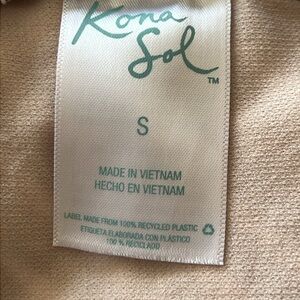 Kona
Sol
TM
S
MADE IN VIETNAM
HECHO EN VIETNAM
LABEL MADE FROM 100% RECYCLED PLASTIC
ETIQUETA ELABORADA CON PLÁSTICO
100 % RECICLADO